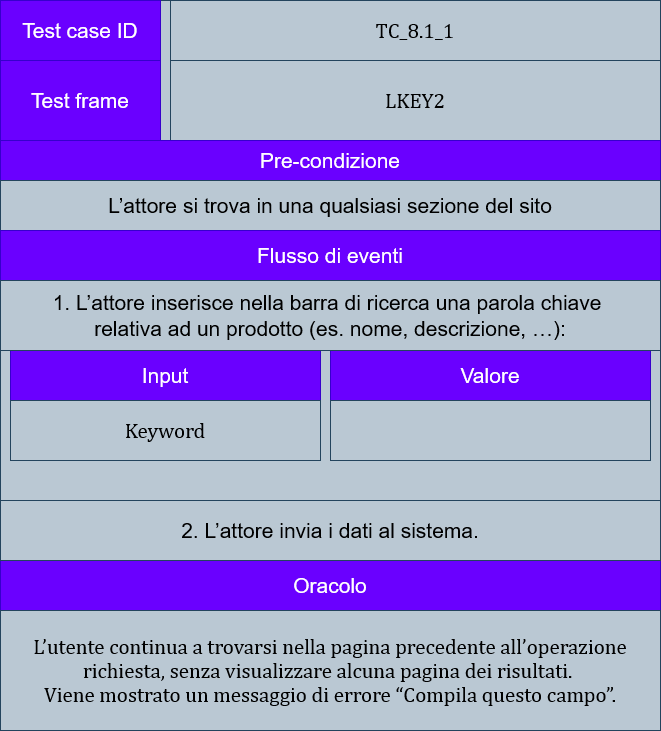 Test case ID
TC_8.1_1
Test frame
LKEY2
Pre-condizione
L’attore si trova in una qualsiasi sezione del sito
Flusso di eventi
1. L’attore inserisce nella barra di ricerca una parola chiave
relativa ad un prodotto (es. nome, descrizione, …):
Input
Valore
Keyword
2. L’attore invia i dati al sistema.
Oracolo
L’utente continua a trovarsi nella pagina precedente all’operazione
richiesta, senza visualizzare alcuna pagina dei risultati.
Viene mostrato un messaggio di errore “Compila questo campo”.